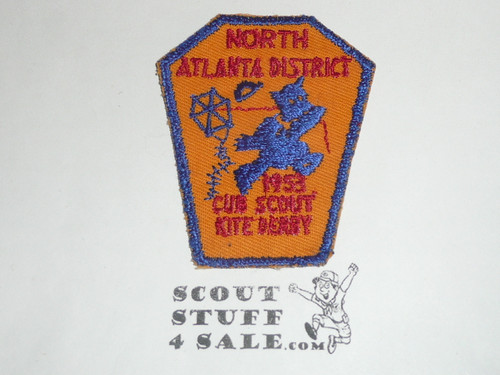 NORTH
ATLANTA DISTRICT
1953
CUB SCOUT
KITE DERBY
SCOUT
STUFF
4 SALE.COM